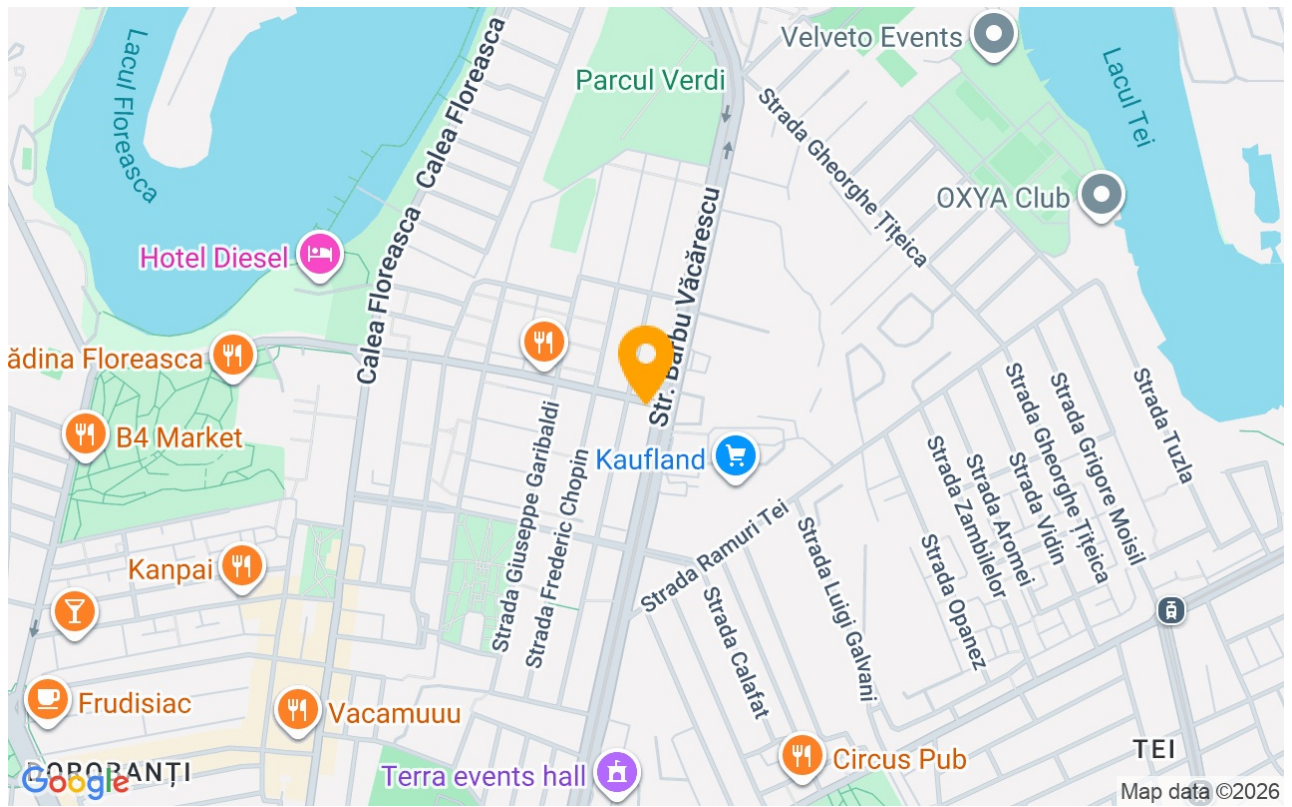 Velveto Events
Lacul Floreasca
Calea Floreasca
Parcul Verdi
Lacul Tei
Strada Gheorghe Țițeica
OXYA Club
Str. Barbu Văcărescu
Calea Floreasca
Hotel Diesel
ădina Floreasca
B4 Market
Kaufland
Strada Giuseppe Garibaldi
Strada Frederic Chopin
Strada Gheorghe Țițeica
Strada Grigore Moisil
Strada Tuzla
Strada Zambilelor
Strada Aromei
Strada Vidin
Strada Opanez
Strada Ramuri Tei
Strada Luigi Galvani
Strada Calafat
Kanpai
Frudisiac
Vacamuuu
Circus Pub
TEI
Terra events hall
DOROBANȚI
Google
Map data ©2026